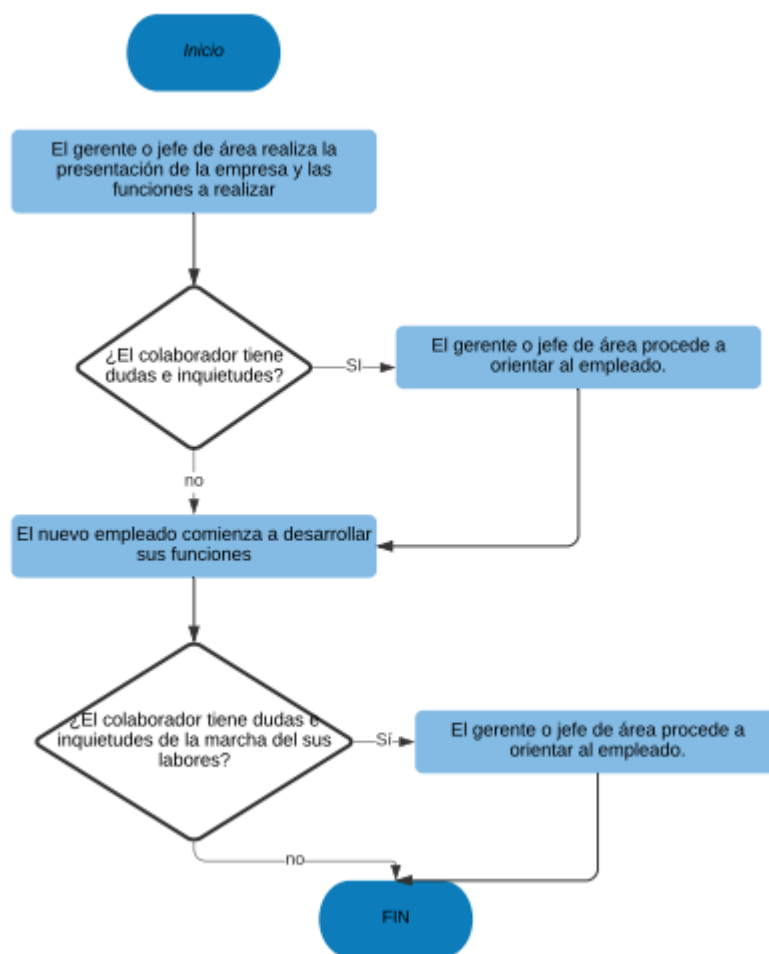 Inicio
El gerente o jefe de área realiza la
presentación de la empresa y las
funciones a realizar
¿El colaborador tiene
dudas e inquietudes?
SI
El gerente o jefe de área procede a
orientar al empleado.
no
El nuevo empleado comienza a desarrollar
sus funciones
¿El colaborador tiene dudas e
inquietudes de la marcha del sus
labores?
Sí
El gerente o jefe de área procede a
orientar al empleado.
no
FIN